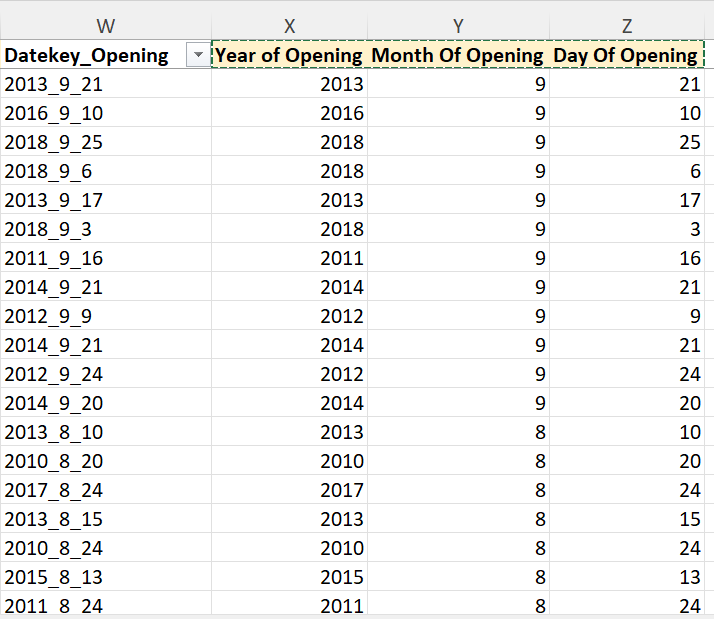 W X Y Z
Datekey_Opening Year of Opening Month Of Opening Day Of Opening
2013_9_21 2013 9 21
2016_9_10 2016 9 10
2018_9_25 2018 9 25
2018_9_6 2018 9 6
2013_9_17 2013 9 17
2018_9_3 2018 9 3
2011_9_16 2011 9 16
2014_9_21 2014 9 21
2012_9_9 2012 9 9
2014_9_21 2014 9 21
2012_9_24 2012 9 24
2014_9_20 2014 9 20
2013_8_10 2013 8 10
2010_8_20 2010 8 20
2017_8_24 2017 8 24
2013_8_15 2013 8 15
2010_8_24 2010 8 24
2015_8_13 2015 8 13
2011_8_24 2011 8 24